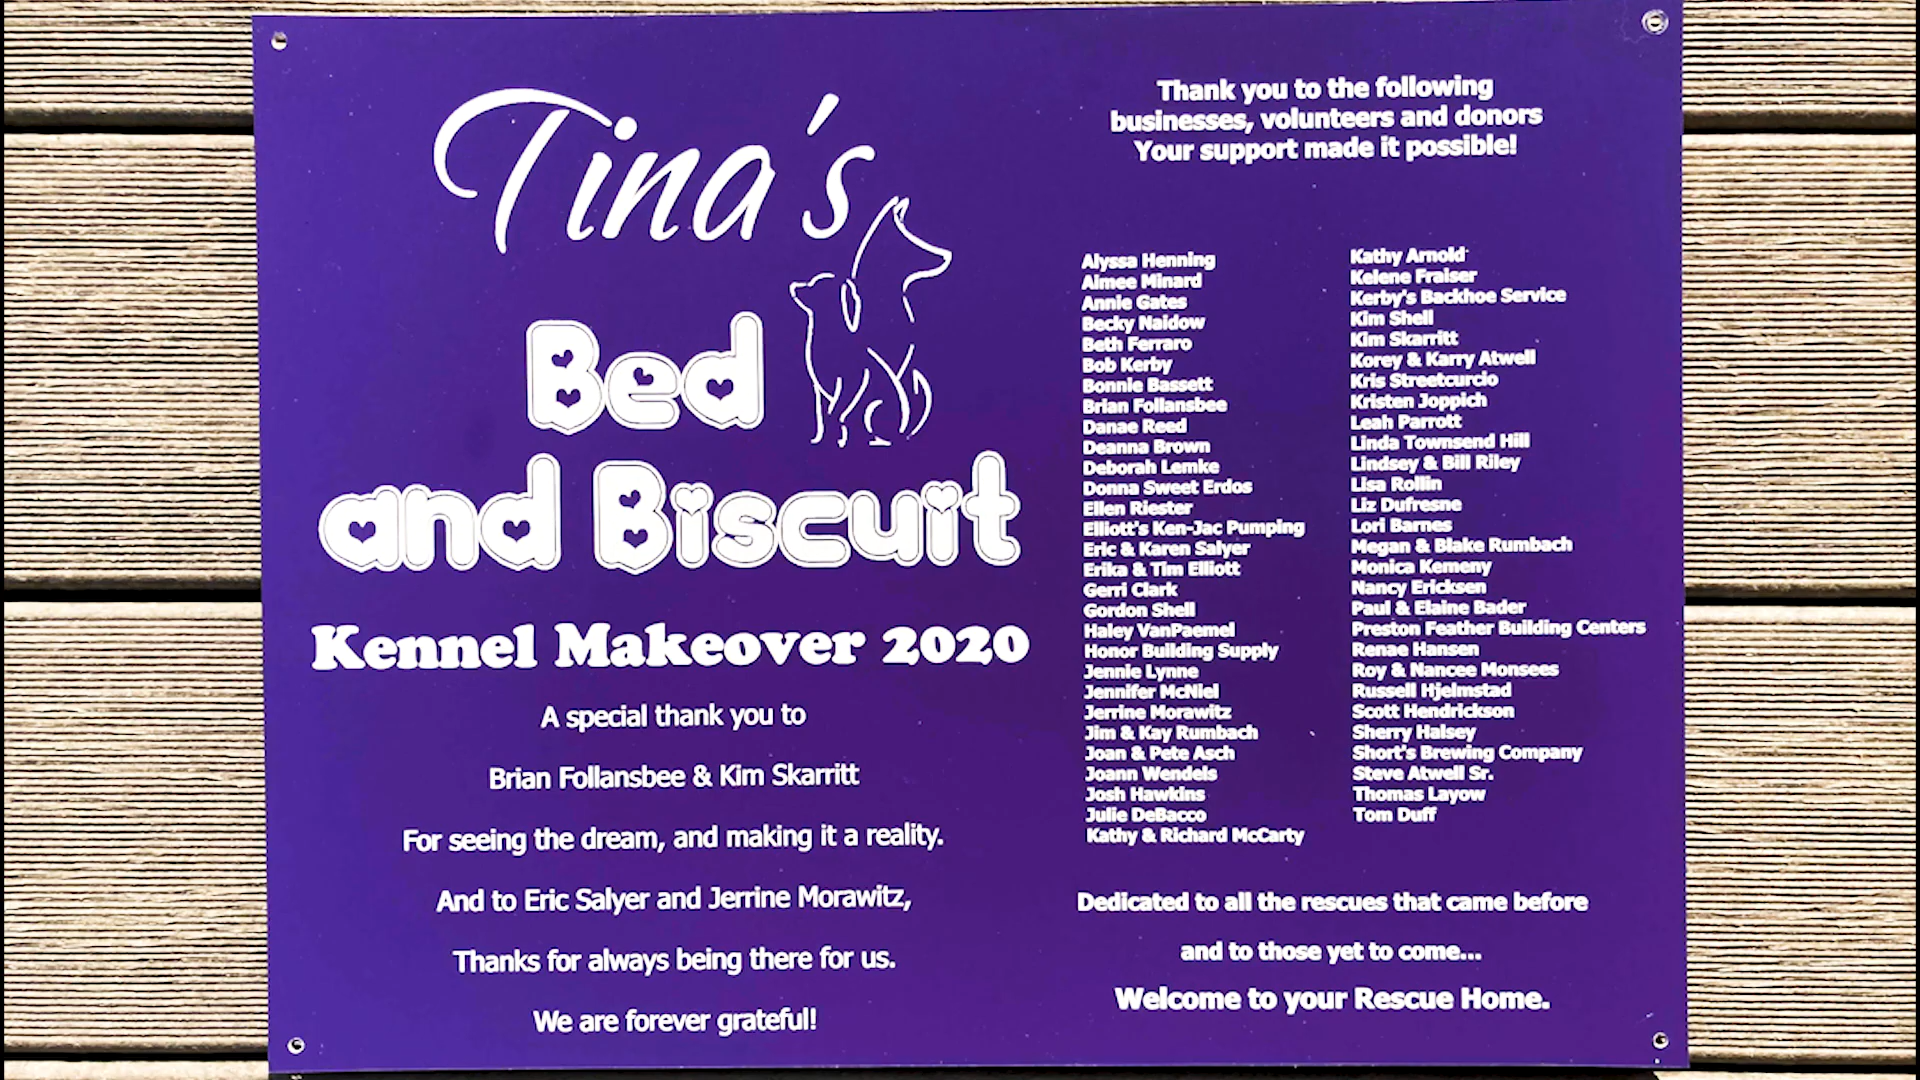 Tina's
Bed
and Biscuit
Kennel Makeover 2020
A special thank you to
Brian Follansbee & Kim Skarritt
For seeing the dream, and making it a reality.
And to Eric Salyer and Jerrine Morawitz,
Thanks for always being there for us.
We are forever grateful!
Thank you to the following
businesses, volunteers and donors
Your support made it possible!
Alyssa Henning
Aimee Minard
Annie Gates
Becky Naidow
Beth Ferraro
Bob Kerby
Bonnie Bassett
Brian Follansbee
Danae Reed
Deanna Brown
Deborah Lemke
Donna Sweet Erdos
Ellen Riester
Elliott's Ken-Jac Pumping
Eric & Karen Salyer
Erika & Tim Elliott
Gerri Clark
Gordon Shell
Haley VanPaemel
Honor Building Supply
Jennie Lynne
Jennifer McNiel
Jerrine Morawitz
Jim & Kay Rumbach
Joan & Pete Asch
Joann Wendels
Josh Hawkins
Julie DeBacco
Kathy & Richard McCarty
Kathy Arnold
Kelene Fraiser
Kerby's Backhoe Service
Kim Shell
Kim Skarritt
Korey & Karry Atwell
Kris Streetcurcio
Kristen Joppich
Leah Parrott
Linda Townsend Hill
Lindsey & Bill Riley
Lisa Rollin
Liz Dufresne
Lori Barnes
Megan & Blake Rumbach
Monica Kemeny
Nancy Ericksen
Paul & Elaine Bader
Preston Feather Building Centers
Renae Hansen
Roy & Nancee Monsees
Russell Hjelmstad
Scott Hendrickson
Sherry Halsey
Short's Brewing Company
Steve Atwell Sr.
Thomas Layow
Tom Duff
Dedicated to all the rescues that came before
and to those yet to come...
Welcome to your Rescue Home.